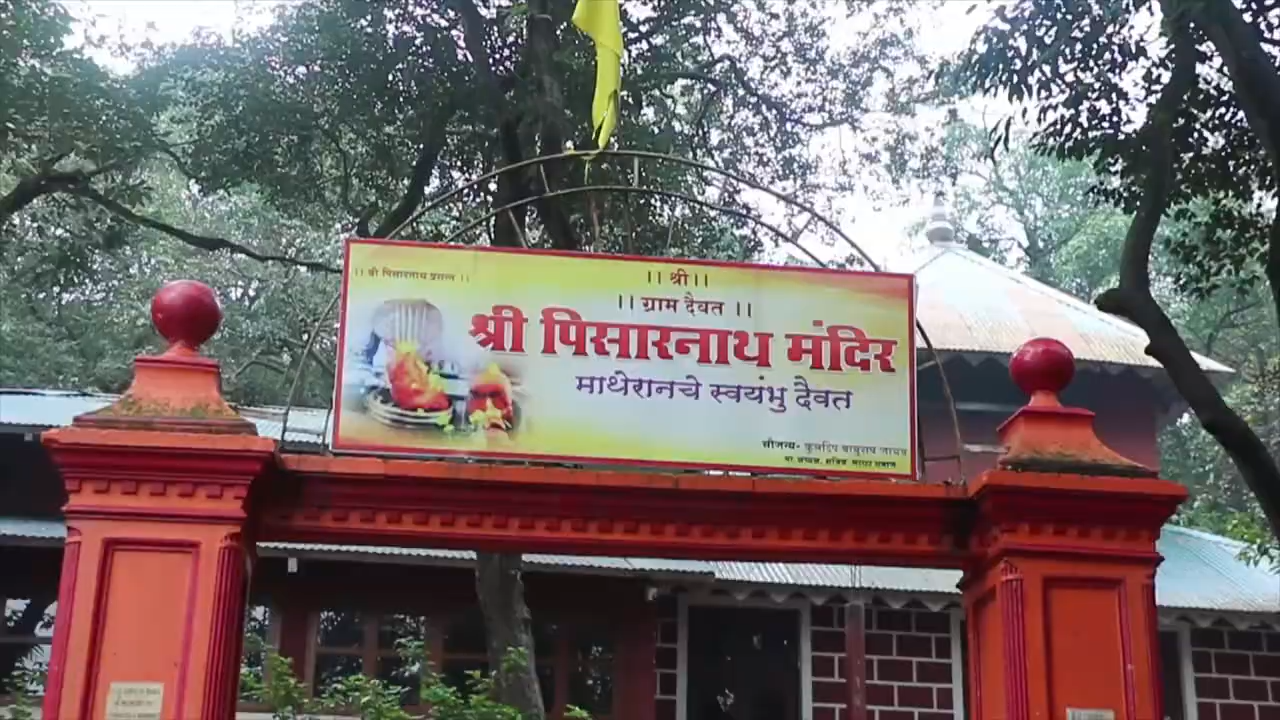 ।। श्री पिसारनाथ प्रसन्न ।।
।। श्री ।।
।। ग्राम दैवत ।।
श्री पिसारनाथ मंदिर
माथेरानचे स्वयंभु दैवत
सौजन्य-